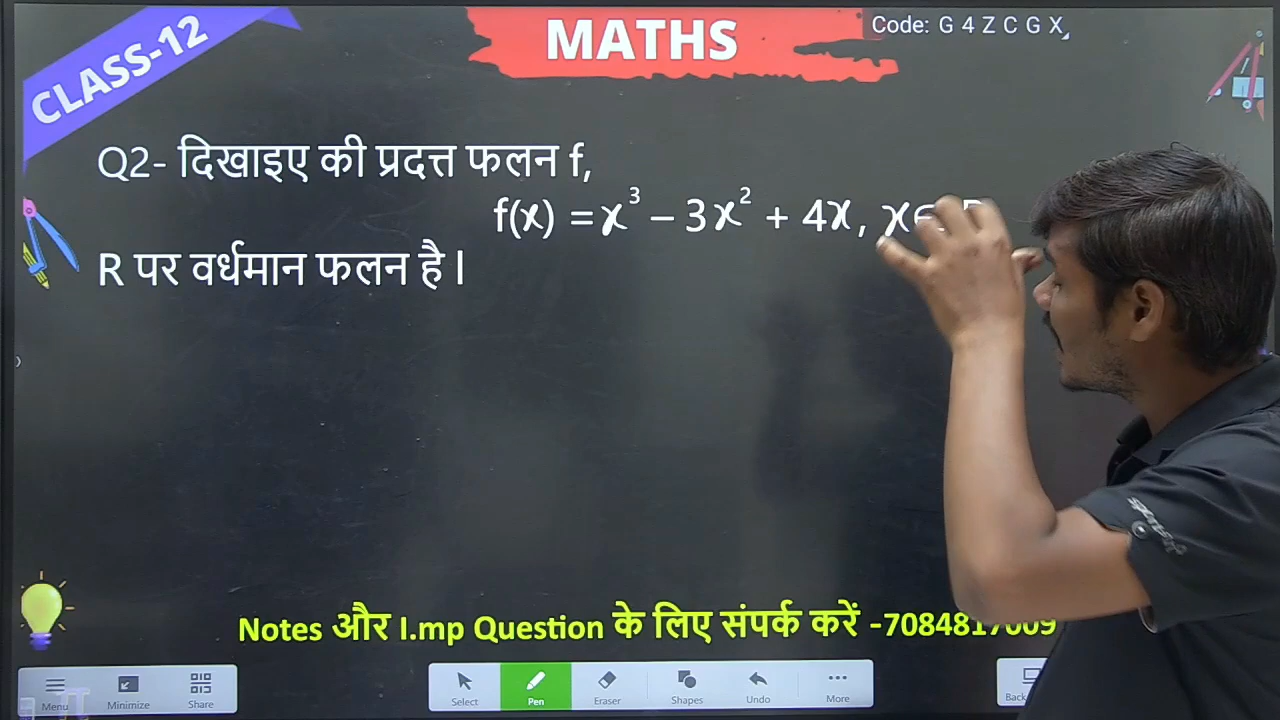 CLASS-12
MATHS
Code: G 4 Z C G X
Q2- दिखाइए की प्रदत्त फलन f,
f(x) = x³ – 3x² + 4x, x∈
R पर वर्धमान फलन है।
Notes और I.mp Question के लिए संपर्क करें
Menu Minimize Share Select Pen Eraser Shapes Undo More